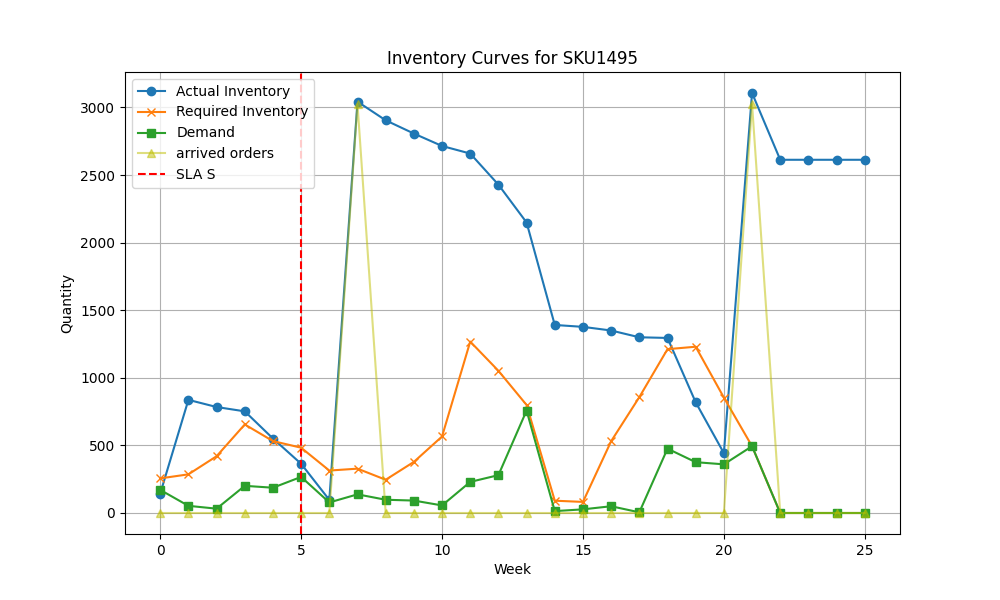 Inventory Curves for SKU1495
Actual Inventory
Required Inventory
Demand
arrived orders
SLA S
Quantity
3000
2500
2000
1500
1000
500
0
0 5 10 15 20 25
Week